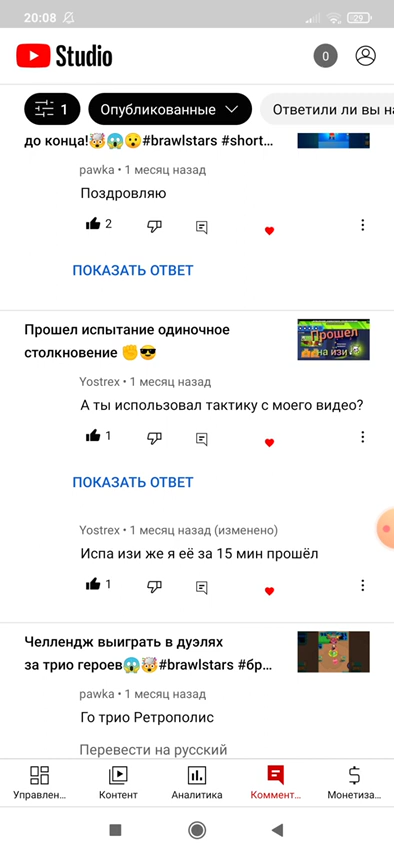 20:08
29
Studio
0
1
Опубликованные
Ответили ли вы на
до конца!🤯😱😮#brawlstars #short...
pawka • 1 месяц назад
Поздровляю
2
ПОКАЗАТЬ ОТВЕТ
Прошел испытание одиночное
столкновение ✊😎
Прошел
на изи
Yostrex • 1 месяц назад
А ты использовал тактику с моего видео?
1
ПОКАЗАТЬ ОТВЕТ
Yostrex • 1 месяц назад (изменено)
Испа изи же я её за 15 мин прошёл
1
Челлендж выиграть в дуэлях
за трио героев😱🤯#brawlstars #бр...
pawka • 1 месяц назад
Го трио Ретрополис
Перевести на русский
Управлен...
Контент
Аналитика
Коммент...
Монетиза...